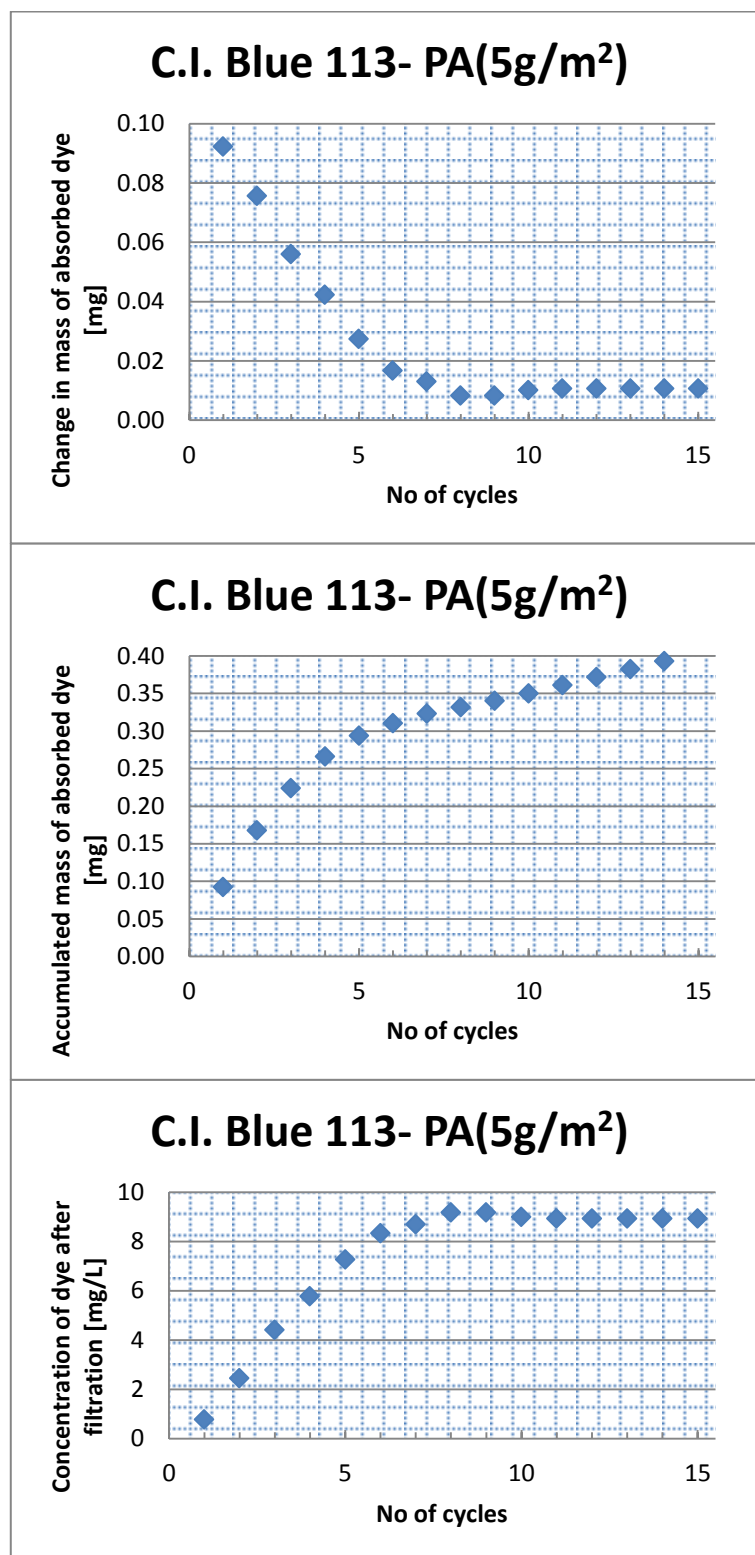 C.I. Blue 113- PA(5g/m²)
Change in mass of absorbed dye
[mg]
0.10
0.08
0.06
0.04
0.02
0.00
0
5
10
15
No of cycles
C.I. Blue 113- PA(5g/m²)
Accumulated mass of absorbed dye
[mg]
0.40
0.35
0.30
0.25
0.20
0.15
0.10
0.05
0.00
0
5
10
15
No of cycles
C.I. Blue 113- PA(5g/m²)
Concentration of dye after
filtration [mg/L]
10
8
6
4
2
0
0
5
10
15
No of cycles